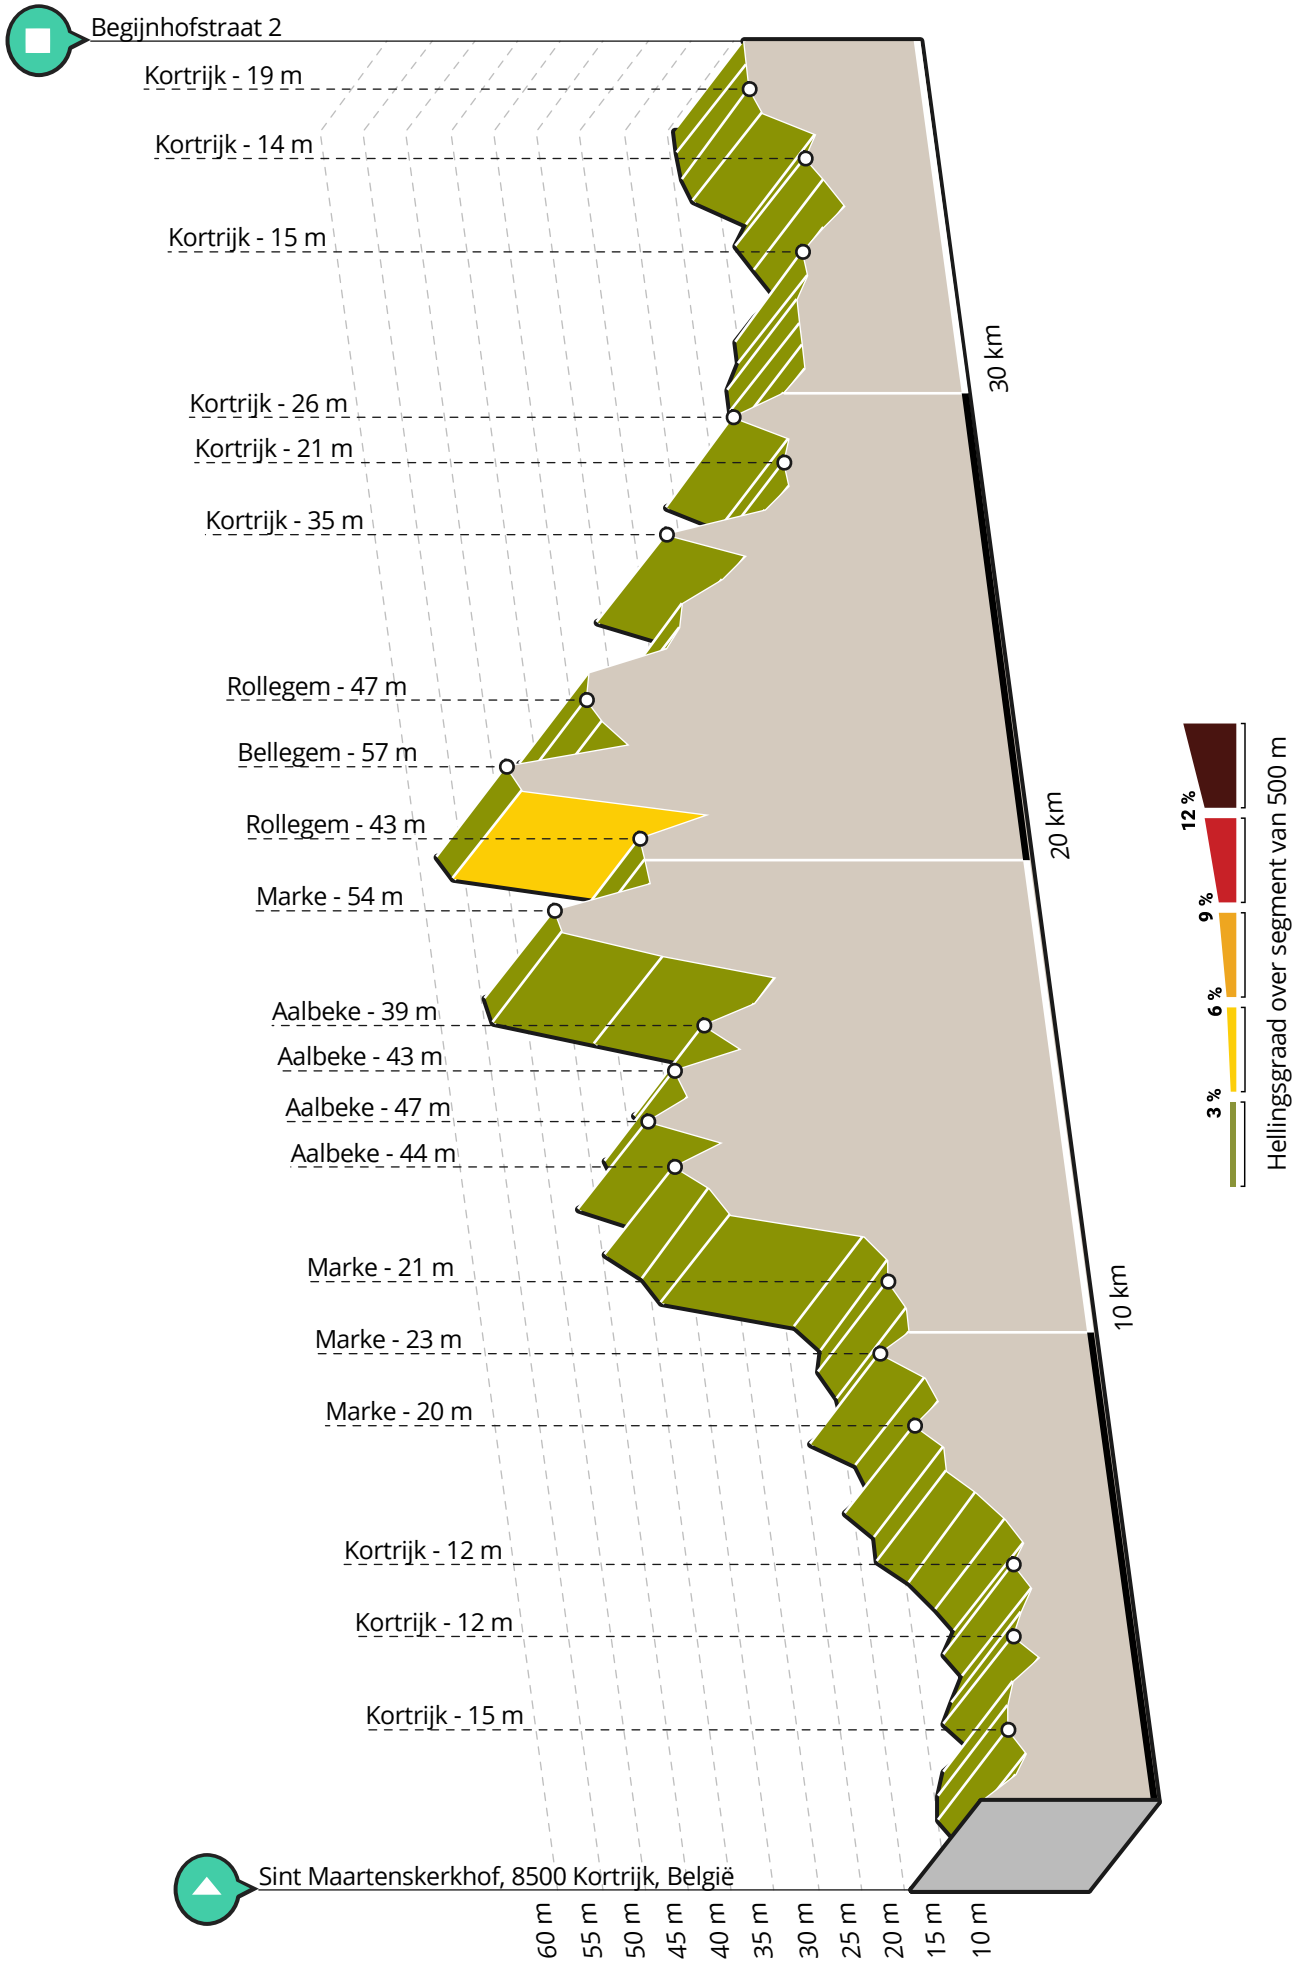 Begijnhofstraat 2
Kortrijk - 19 m
Kortrijk - 14 m
Kortrijk - 15 m
Kortrijk - 26 m
Kortrijk - 21 m
Kortrijk - 35 m
Rollegem - 47 m
Bellegem - 57 m
Rollegem - 43 m
Marke - 54 m
Aalbeke - 39 m
Aalbeke - 43 m
Aalbeke - 47 m
Aalbeke - 44 m
Marke - 21 m
Marke - 23 m
Marke - 20 m
Kortrijk - 12 m
Kortrijk - 12 m
Kortrijk - 15 m
Sint Maartenskerkhof, 8500 Kortrijk, België
60 m
55 m
50 m
45 m
40 m
35 m
30 m
25 m
20 m
15 m
10 m
30 km
20 km
10 km
12 %
9 %
6 %
3 %
Hellingsgraad over segment van 500 m